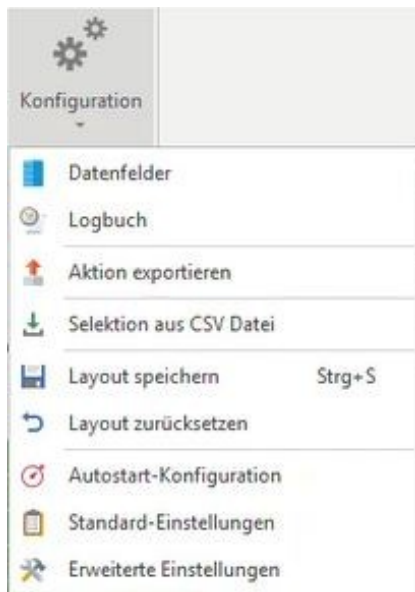 Konfiguration
Datenfelder
Logbuch
Aktion exportieren
Selektion aus CSV Datei
Layout speichern Strg+S
Layout zurücksetzen
Autostart-Konfiguration
Standard-Einstellungen
Erweiterte Einstellungen